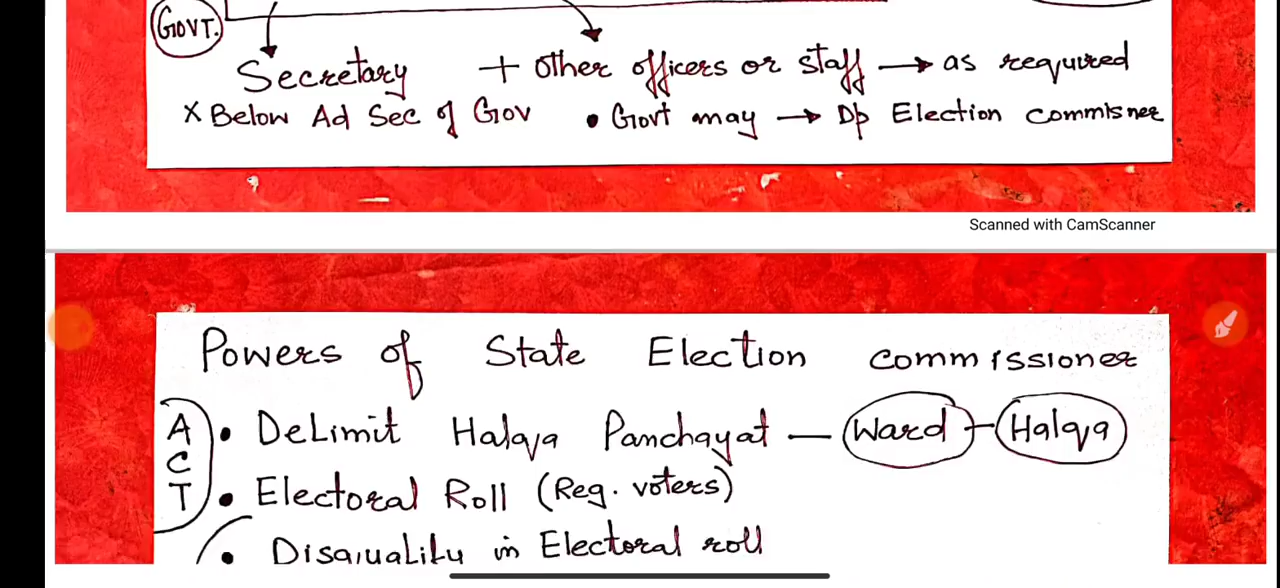 GOVT.
Secretary + Other officers or staff → as required
X Below Ad Sec of Gov • Govt may → Dp Election commisner
Scanned with CamScanner
Powers of State Election commissioner
ACT • DeLimit Halqa Panchayat — Ward - Halqa
• Electoral Roll (Reg. voters)
• Disquality in Electoral roll